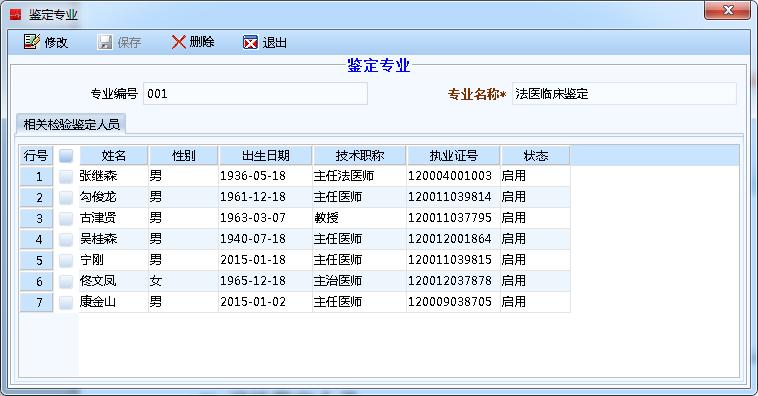 鉴定专业
修改 保存 删除 退出
鉴定专业
专业编号 001 专业名称* 法医临床鉴定
相关检验鉴定人员
行号 姓名 性别 出生日期 技术职称 执业证号 状态
1 张继森 男 1936-05-18 主任法医师 120004001003 启用
2 勾俊龙 男 1961-12-18 主任医师 120011039814 启用
3 古津贤 男 1963-03-07 教授 120011037795 启用
4 吴桂森 男 1940-07-18 主任医师 120012001864 启用
5 宁刚 男 2015-01-18 主任医师 120011039815 启用
6 佟文凤 女 1965-12-18 主治医师 120012037878 启用
7 康金山 男 2015-01-02 主任医师 120009038705 启用